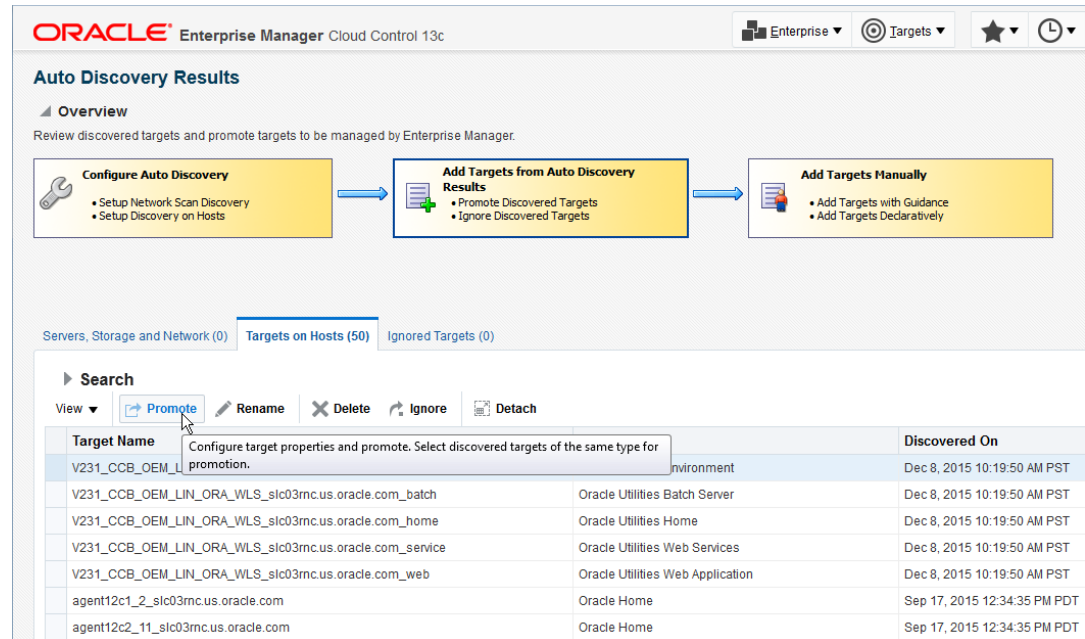 ORACLE Enterprise Manager Cloud Control 13c
Enterprise
Targets
Auto Discovery Results
Overview
Review discovered targets and promote targets to be managed by Enterprise Manager.
Configure Auto Discovery
• Setup Network Scan Discovery
• Setup Discovery on Hosts
Add Targets from Auto Discovery
Results
• Promote Discovered Targets
• Ignore Discovered Targets
Add Targets Manually
• Add Targets with Guidance
• Add Targets Declaratively
Servers, Storage and Network (0) Targets on Hosts (50) Ignored Targets (0)
Search
View Promote Rename Delete Ignore Detach
Target Name Discovered On
Configure target properties and promote. Select discovered targets of the same type for
promotion.
V231_CCB_OEM_L nvironment Dec 8, 2015 10:19:50 AM PST
V231_CCB_OEM_LIN_ORA_WLS_slc03rnc.us.oracle.com_batch Oracle Utilities Batch Server Dec 8, 2015 10:19:50 AM PST
V231_CCB_OEM_LIN_ORA_WLS_slc03rnc.us.oracle.com_home Oracle Utilities Home Dec 8, 2015 10:19:50 AM PST
V231_CCB_OEM_LIN_ORA_WLS_slc03rnc.us.oracle.com_service Oracle Utilities Web Services Dec 8, 2015 10:19:50 AM PST
V231_CCB_OEM_LIN_ORA_WLS_slc03rnc.us.oracle.com_web Oracle Utilities Web Application Dec 8, 2015 10:19:50 AM PST
agent12c1_2_slc03rnc.us.oracle.com Oracle Home Sep 17, 2015 12:34:35 PM PDT
agent12c2_11_slc03rnc.us.oracle.com Oracle Home Sep 17, 2015 12:34:35 PM PDT